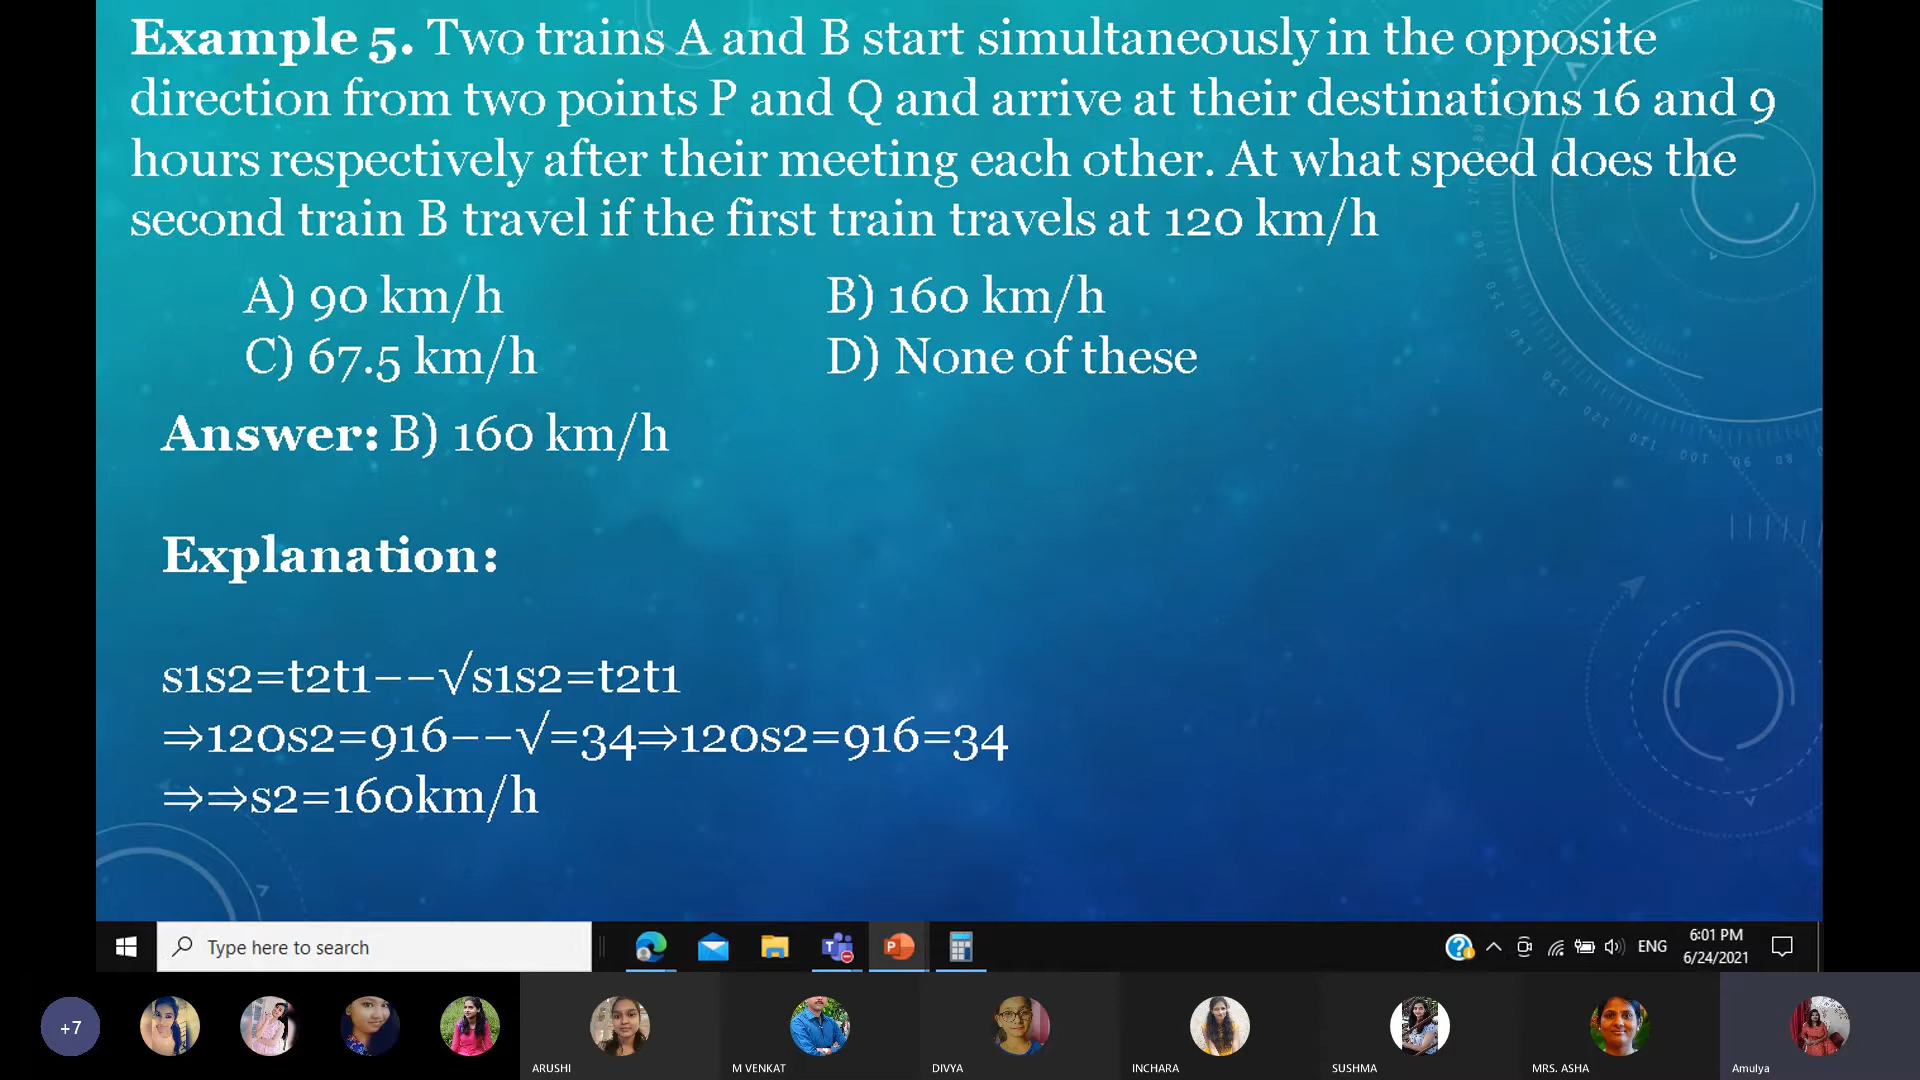 Example 5. Two trains A and B start simultaneously in the opposite
direction from two points P and Q and arrive at their destinations 16 and 9
hours respectively after their meeting each other. At what speed does the
second train B travel if the first train travels at 120 km/h
A) 90 km/h B) 160 km/h
C) 67.5 km/h D) None of these
Answer: B) 160 km/h
Explanation:
s1s2=t2t1−−√s1s2=t2t1
⇒120s2=916−−√=34⇒120s2=916=34
⇒⇒s2=160km/h
Type here to search
ENG
6:01 PM
6/24/2021
+7
ARUSHI
M VENKAT
DIVYA
INCHARA
SUSHMA
MRS. ASHA
Amulya